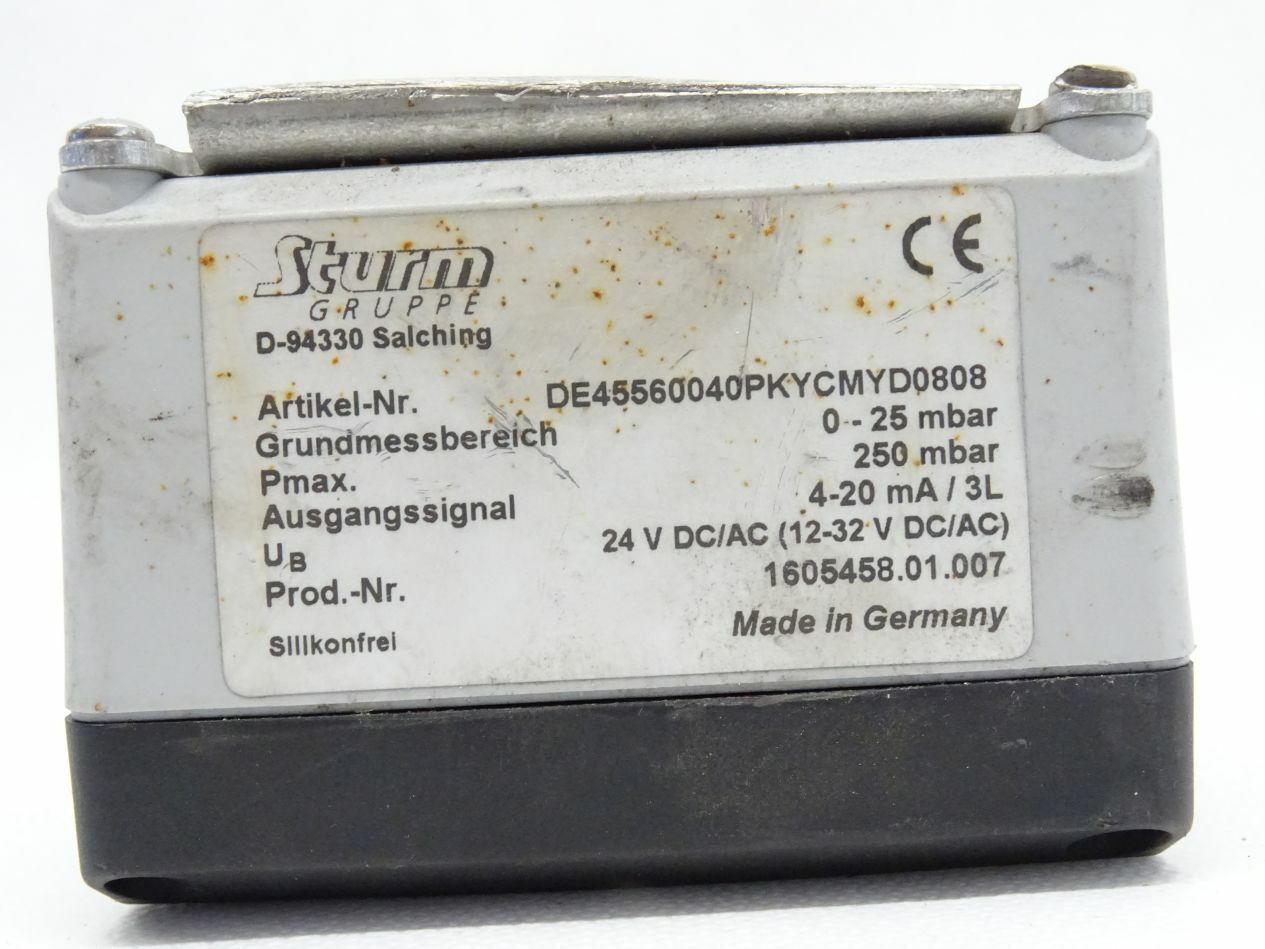 Sturm
GRUPPE
D-94330 Salching
CE
Artikel-Nr. DE45560040PKYCMYD0808
Grundmessbereich 0 - 25 mbar
Pmax. 250 mbar
Ausgangssignal 4-20 mA / 3L
UB 24 V DC/AC (12-32 V DC/AC)
Prod.-Nr. 1605458.01.007
Silikonfrei Made in Germany